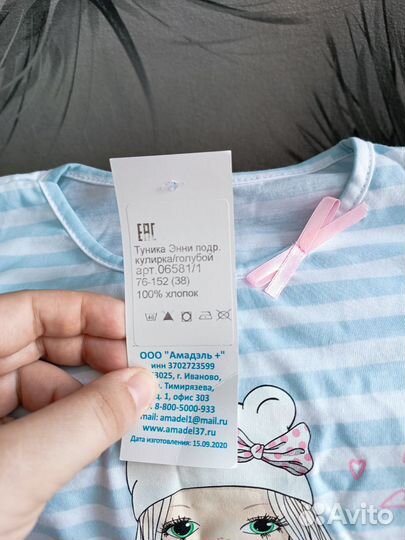 EAC
Туника Энни подр.
кулирка/голубой
арт.06581/1
76-152 (38)
100% хлопок
ООО "Амадэль +"
инн 3702723599
3025, г. Иваново,
. Тимирязева,
д. 1, офис 303
8-800-5000-933
mail: amadel1@mail.ru
www.amadel37.ru
Дата изготовления: 15.09.2020
Avito